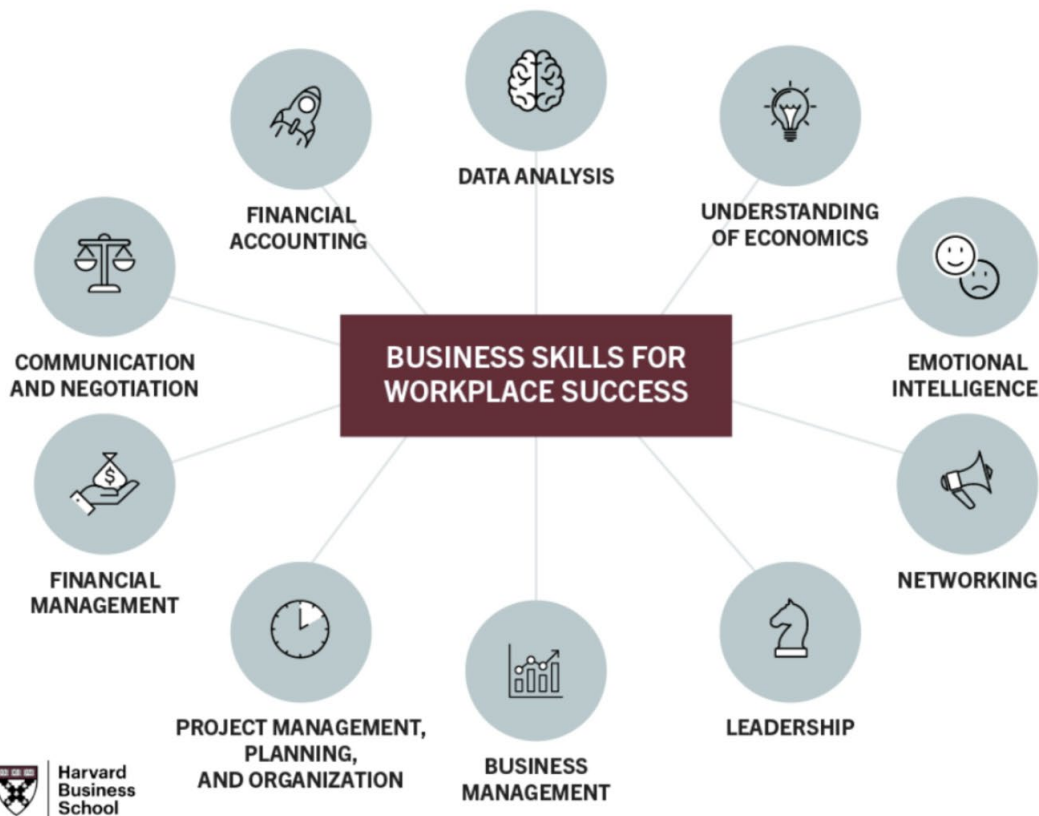 DATA ANALYSIS
FINANCIAL
ACCOUNTING
UNDERSTANDING
OF ECONOMICS
COMMUNICATION
AND NEGOTIATION
BUSINESS SKILLS FOR
WORKPLACE SUCCESS
EMOTIONAL
INTELLIGENCE
$
FINANCIAL
MANAGEMENT
NETWORKING
PROJECT MANAGEMENT,
PLANNING,
AND ORGANIZATION
BUSINESS
MANAGEMENT
LEADERSHIP
Harvard
Business
School